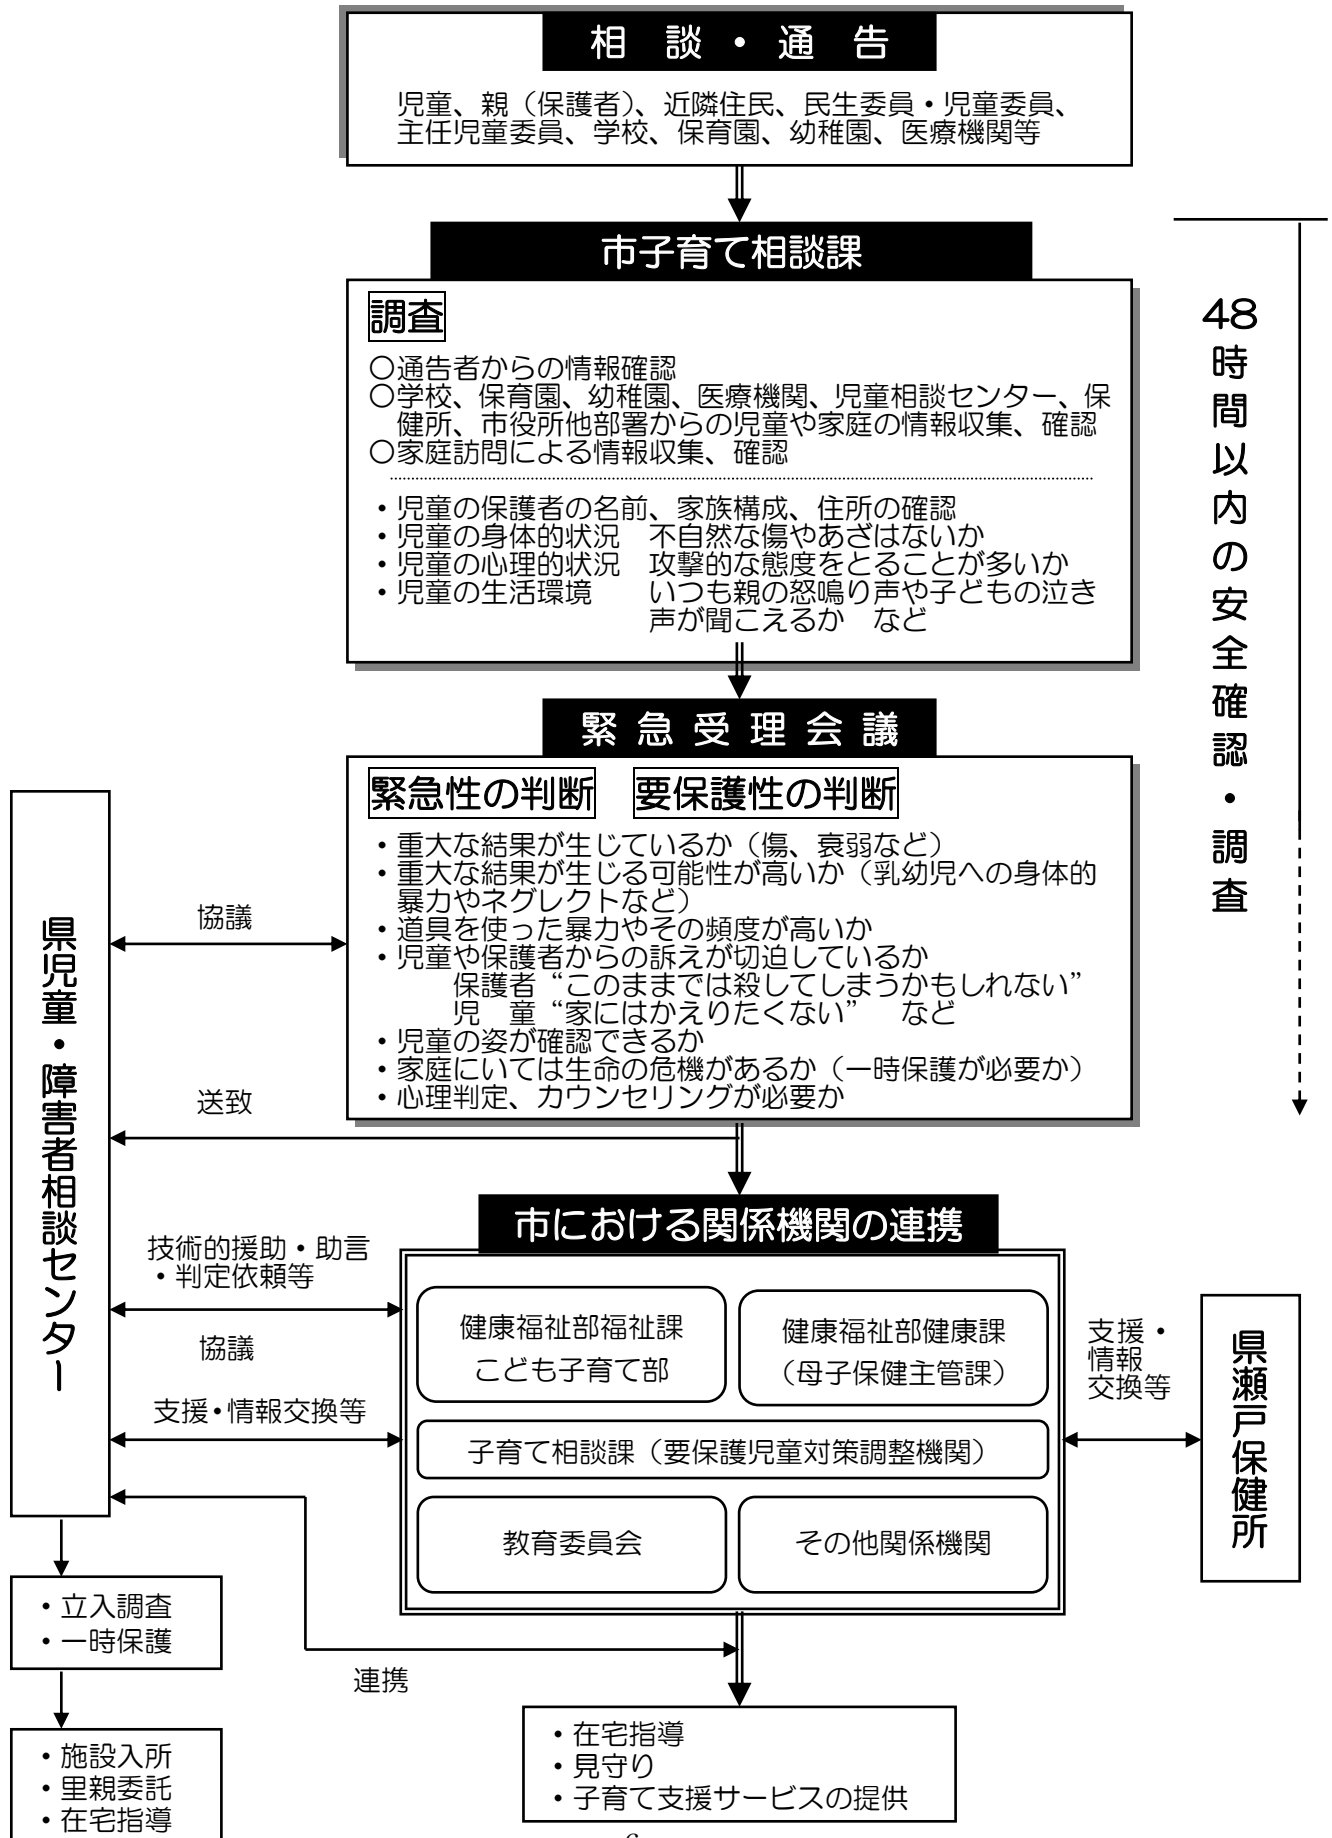 相　談・通　告
児童、親（保護者）、近隣住民、民生委員・児童委員、
主任児童委員、学校、保育園、幼稚園、医療機関等
市子育て相談課
調査
〇通告者からの情報確認
〇学校、保育園、幼稚園、医療機関、児童相談センター、保
健所、市役所他部署からの児童や家庭の情報収集、確認
〇家庭訪問による情報収集、確認
・児童の保護者の名前、家族構成、住所の確認
・児童の身体的状況　不自然な傷やあざはないか
・児童の心理的状況　攻撃的な態度をとることが多いか
・児童の生活環境　　いつも親の怒鳴り声や子どもの泣き
声が聞こえるか　など
48時間以内の安全確認・調査
緊急受理会議
緊急性の判断　要保護性の判断
・重大な結果が生じているか（傷、衰弱など）
・重大な結果が生じる可能性が高いか（乳幼児への身体的
暴力やネグレクトなど）
・道具を使った暴力やその頻度が高いか
・児童や保護者からの訴えが切迫しているか
保護者“このままでは殺してしまうかもしれない”
児　童“家にはかえりたくない”　など
・児童の姿が確認できるか
・家庭にいては生命の危機があるか（一時保護が必要か）
・心理判定、カウンセリングが必要か
県児童・障害者相談センター
協議
送致
市における関係機関の連携
技術的援助・助言
・判定依頼等
協議
支援・情報交換等
健康福祉部福祉課
こども子育て部
健康福祉部健康課
（母子保健主管課）
子育て相談課（要保護児童対策調整機関）
教育委員会
その他関係機関
支援・
情報
交換等
県瀬戸保健所
・立入調査
・一時保護
連携
・施設入所
・里親委託
・在宅指導
・在宅指導
・見守り
・子育て支援サービスの提供